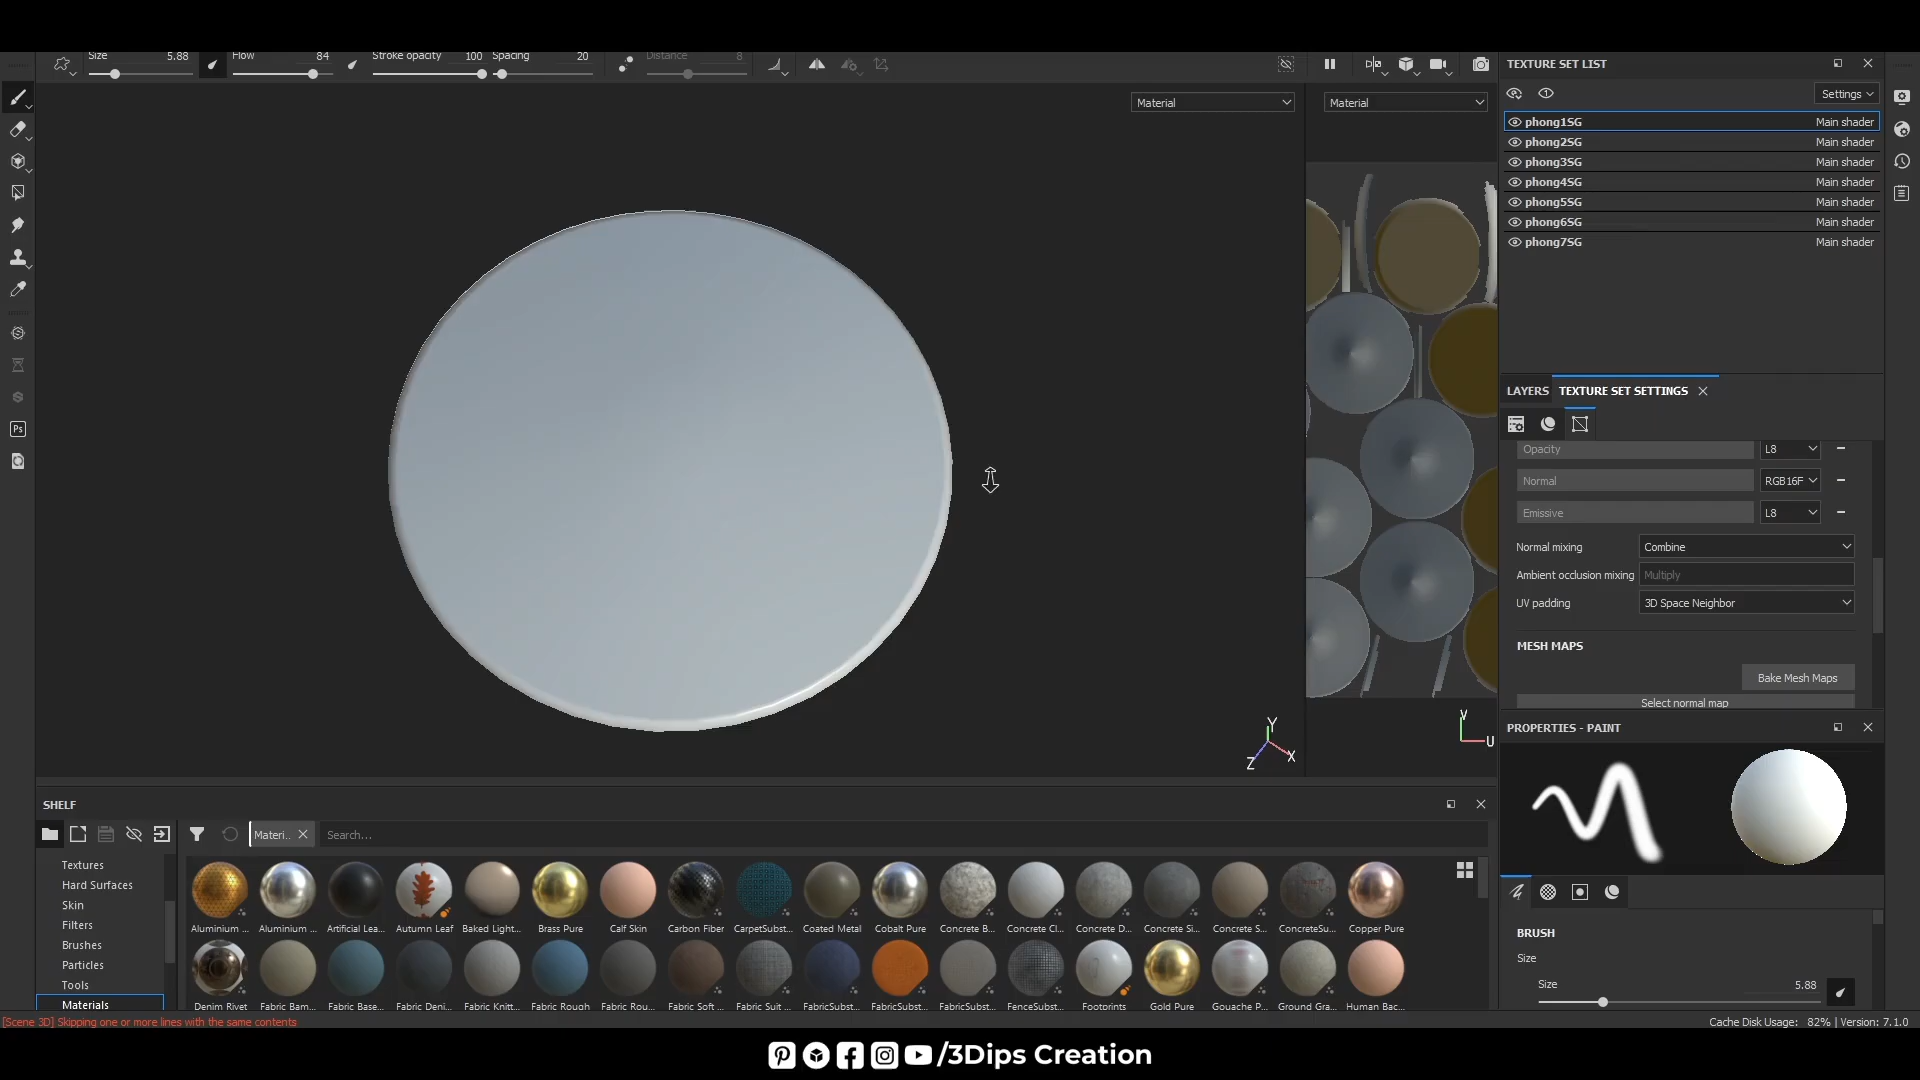 Size 5.88 Flow 84 Stroke opacity 100 Spacing 20 Distance 8
Material
Material
TEXTURE SET LIST
Settings
phong1SG Main shader
phong2SG Main shader
phong3SG Main shader
phong4SG Main shader
phong5SG Main shader
phong6SG Main shader
phong7SG Main shader
LAYERS TEXTURE SET SETTINGS
Opacity L8
Normal RGB16F
Emissive L8
Normal mixing Combine
Ambient occlusion mixing Multiply
UV padding 3D Space Neighbor
MESH MAPS
Bake Mesh Maps
Select normal map
Y
X
Z
V
U
Ps
PROPERTIES - PAINT
BRUSH
Size
Size 5.88
SHELF
Materi... Search...
Textures
Hard Surfaces
Skin
Filters
Brushes
Particles
Tools
Materials
Aluminium ... Aluminium ... Artificial Lea... Autumn Leaf Baked Light... Brass Pure Calf Skin Carbon Fiber CarpetSubst... Coated Metal Cobalt Pure Concrete B... Concrete Cl... Concrete D... Concrete Si... Concrete S... ConcreteSu... Copper Pure
Denim Rivet Fabric Bam... Fabric Base... Fabric Deni... Fabric Knitt... Fabric Rough Fabric Rou... Fabric Soft ... Fabric Suit ... FabricSubst... FabricSubst... FabricSubst... FenceSubst... Footprints Gold Pure Gouache P... Ground Gra... Human Bac...
[Scene 3D] Skipping one or more lines with the same contents
Cache Disk Usage: 82% | Version: 7.1.0
/3Dips Creation